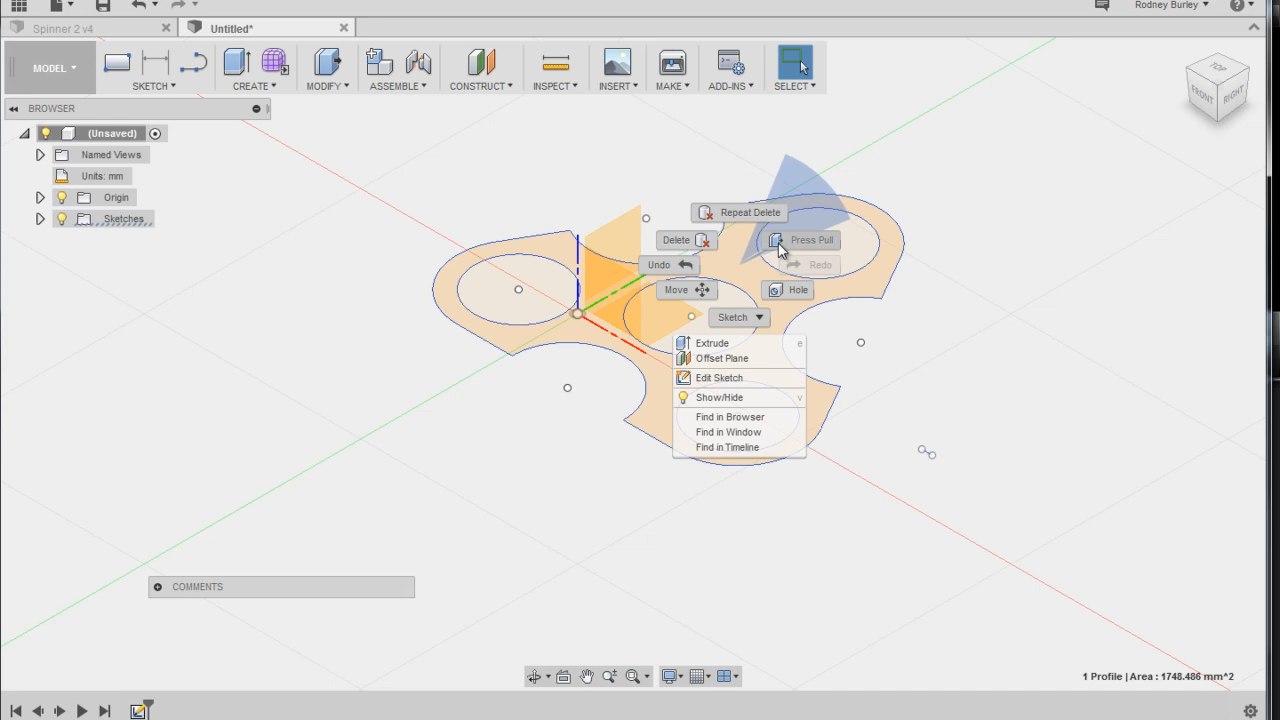 Rodney Burley
Spinner 2 v4
Untitled*
MODEL
SKETCH
CREATE
MODIFY
ASSEMBLE
CONSTRUCT
INSPECT
INSERT
MAKE
ADD-INS
SELECT
BROWSER
(Unsaved)
Named Views
Units: mm
Origin
Sketches
TOP
FRONT
RIGHT
Repeat Delete
Delete
Press Pull
Undo
Redo
Move
Hole
Sketch
Extrude e
Offset Plane
Edit Sketch
Show/Hide v
Find in Browser
Find in Window
Find in Timeline
COMMENTS
1 Profile | Area : 1748.486 mm^2